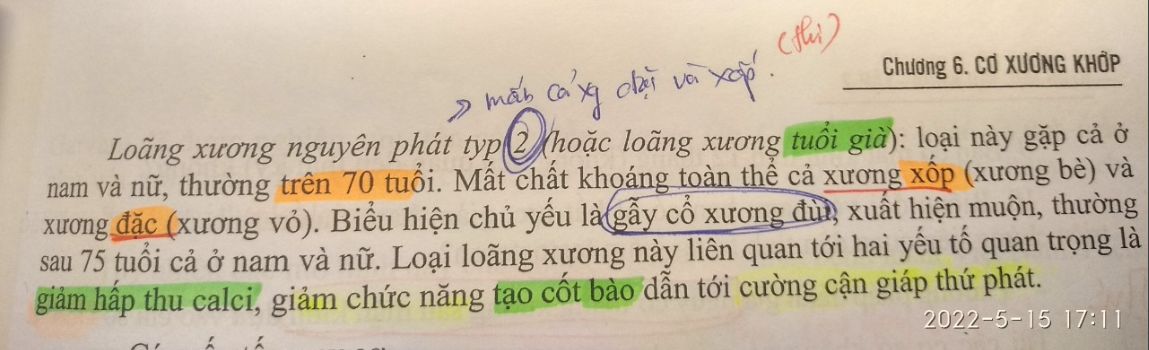 (thi)
Chương 6. CƠ XƯƠNG KHỚP
→ mất cả xg đặc và xốp.
Loãng xương nguyên phát typ 2 (hoặc loãng xương tuổi già): loại này gặp cả ở
nam và nữ, thường trên 70 tuổi. Mất chất khoáng toàn thể cả xương xốp (xương bè) và
xương đặc (xương vỏ). Biểu hiện chủ yếu là gẫy cổ xương đùi, xuất hiện muộn, thường
sau 75 tuổi cả ở nam và nữ. Loại loãng xương này liên quan tới hai yếu tố quan trọng là
giảm hấp thu calci, giảm chức năng tạo cốt bào dẫn tới cường cận giáp thứ phát.
2022-5-15 17:11